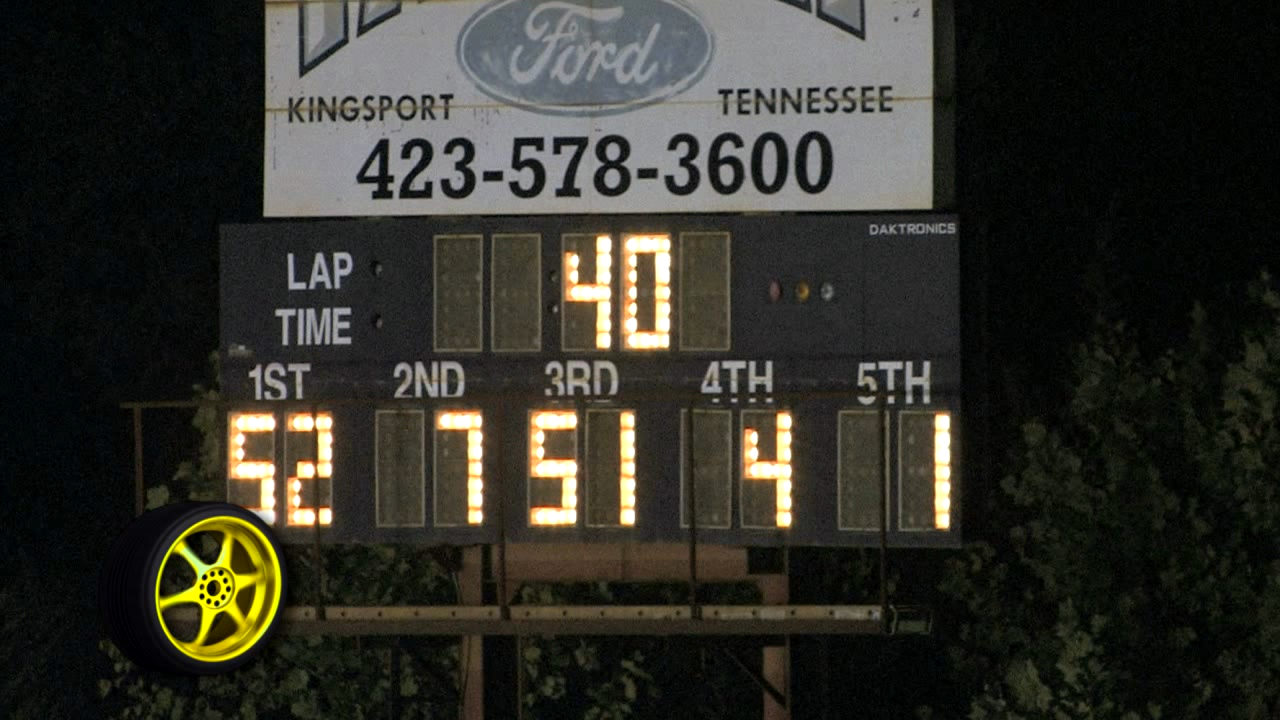 Ford
KINGSPORT TENNESSEE
423-578-3600
DAKTRONICS
LAP
TIME
40
1ST 2ND 3RD 4TH 5TH
52 7 51 4 1